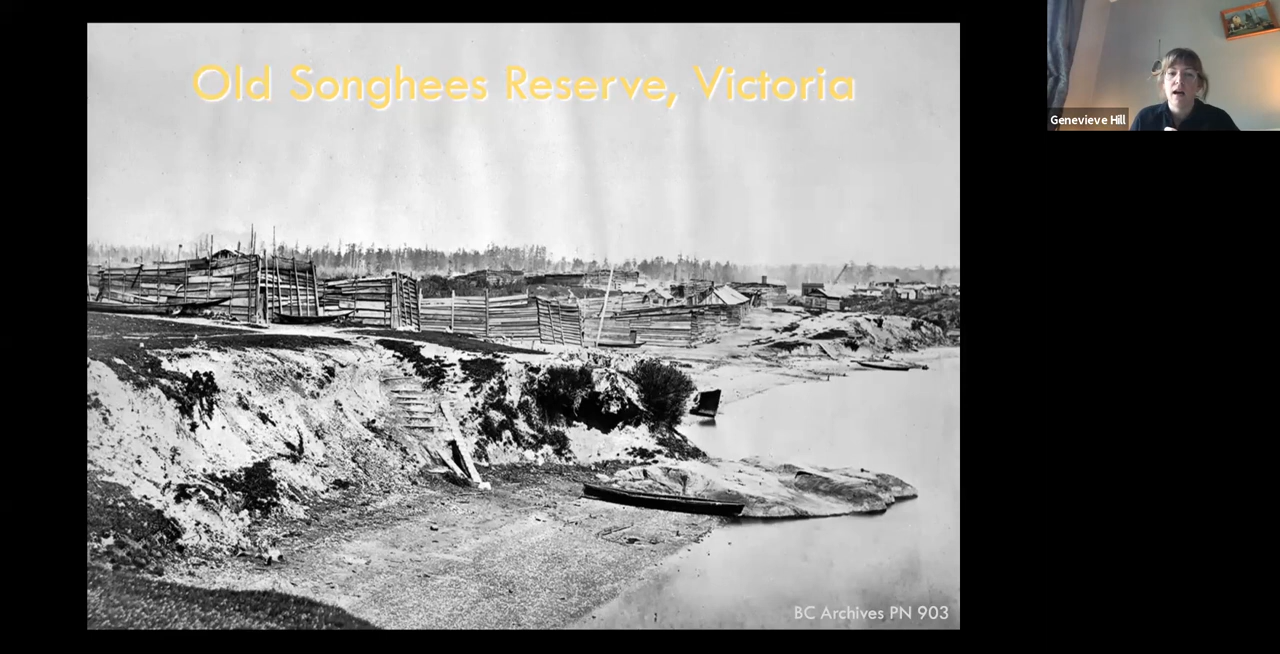 Old Songhees Reserve, Victoria
Genevieve Hill
BC Archives PN 903